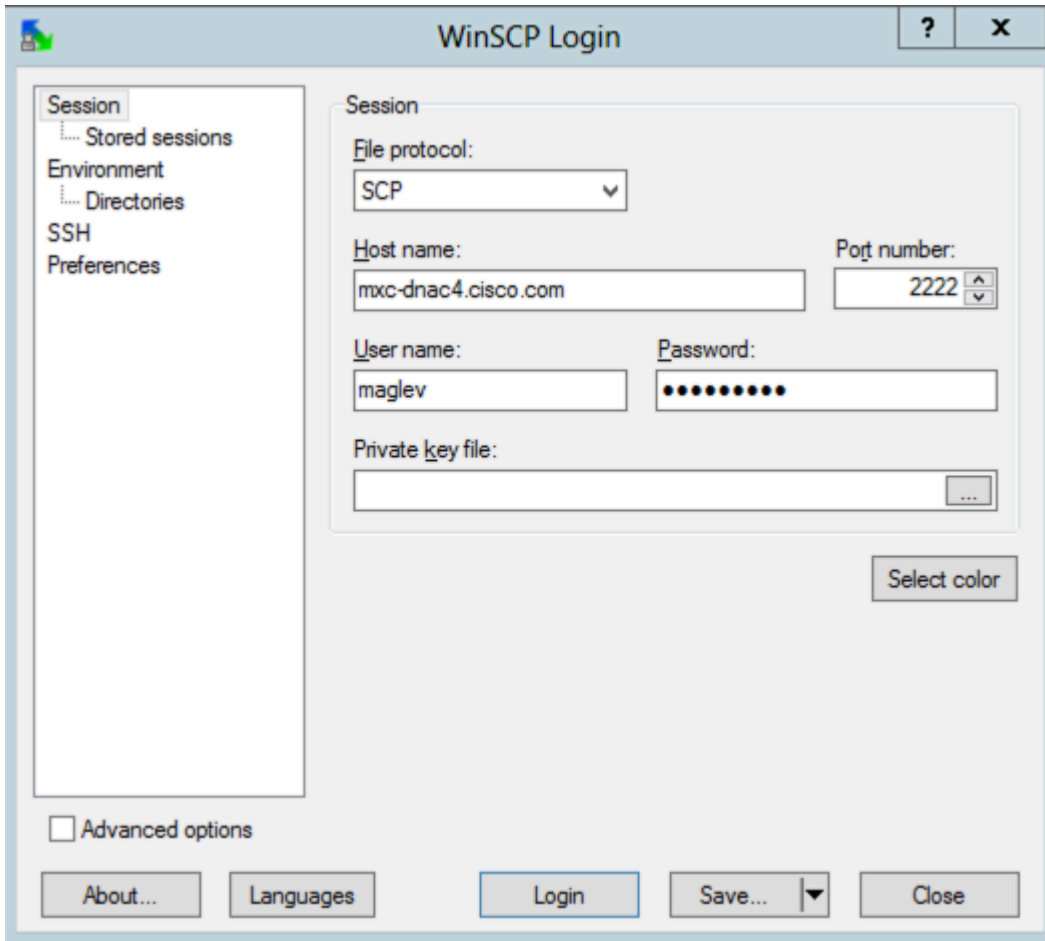 WinSCP Login
?
x
Session
Stored sessions
Environment
Directories
SSH
Preferences
Session
File protocol:
SCP
Host name:
Port number:
mxc-dnac4.cisco.com
2222
User name:
Password:
maglev
●●●●●●●●●
Private key file:
...
Select color
Advanced options
About...
Languages
Login
Save...
Close